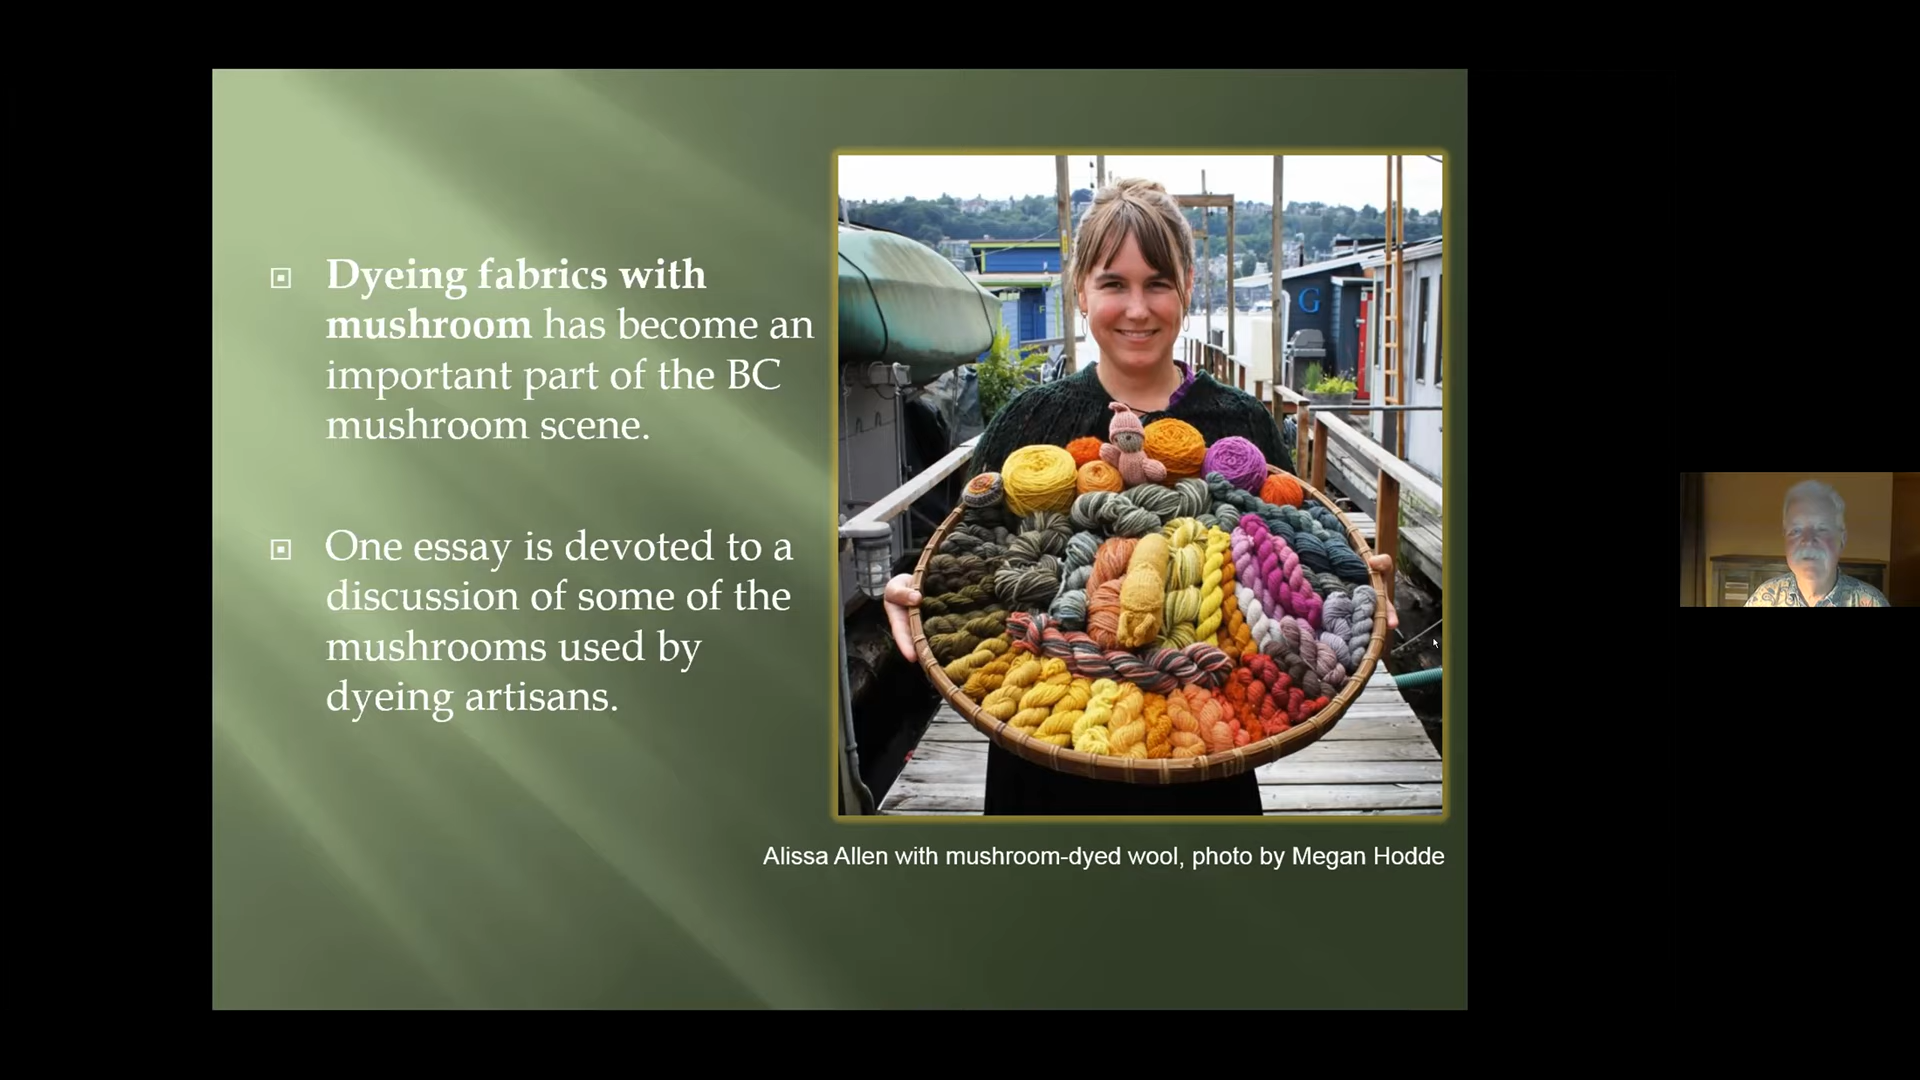 Dyeing fabrics with
mushroom has become an
important part of the BC
mushroom scene.
One essay is devoted to a
discussion of some of the
mushrooms used by
dyeing artisans.
G
Alissa Allen with mushroom-dyed wool, photo by Megan Hodde